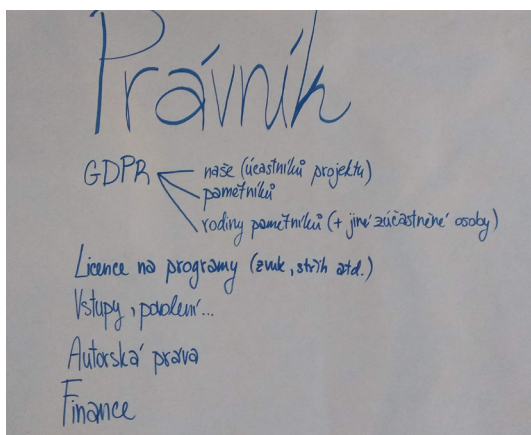 Právník
GDPR
naše (účastníků projektu)
pamětníků
rodiny pamětníků (+ jiné zúčastněné osoby)
Licence na programy (zvuk, střih atd.)
Vstupy, povolení...
Autorská práva
Finance